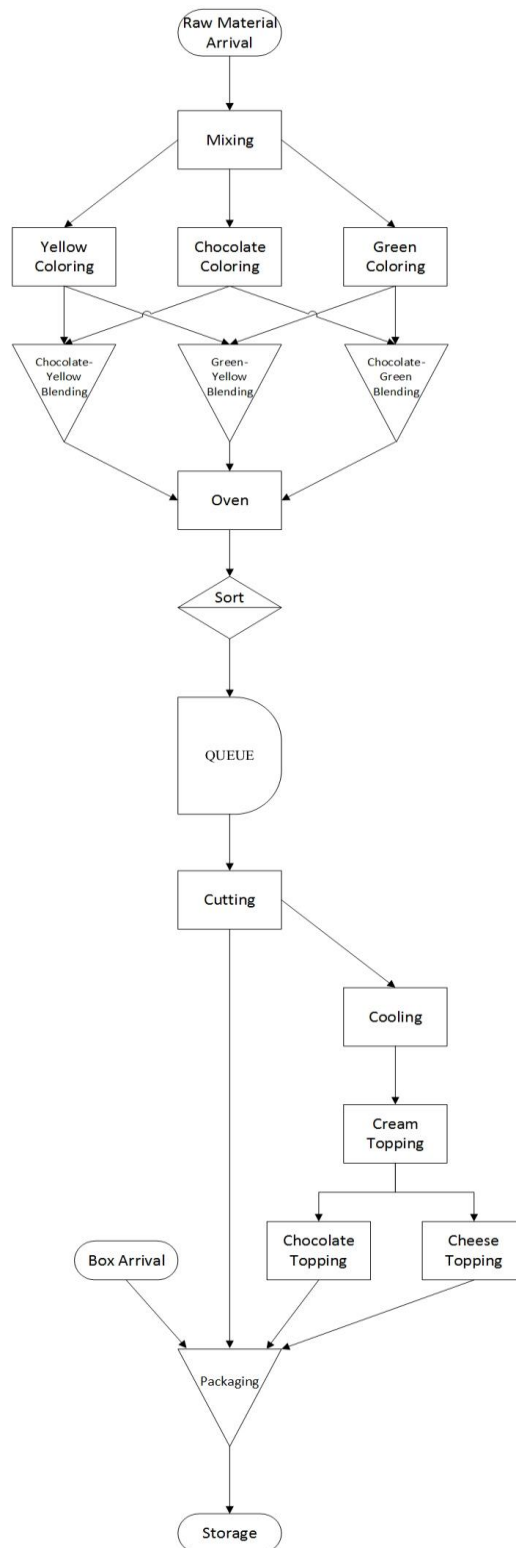 Raw Material
Arrival
Mixing
Yellow
Coloring
Chocolate
Coloring
Green
Coloring
Chocolate-
Yellow
Blending
Green-
Yellow
Blending
Chocolate-
Green
Blending
Oven
Sort
QUEUE
Cutting
Cooling
Cream
Topping
Chocolate
Topping
Cheese
Topping
Box Arrival
Packaging
Storage